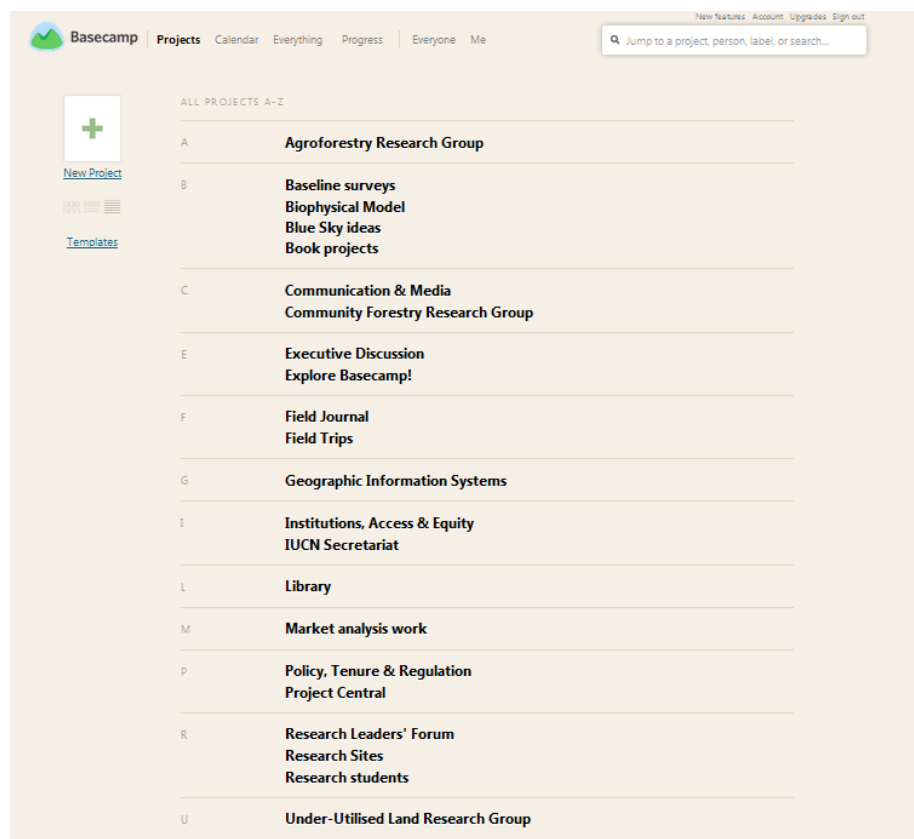 New features Account Upgrades Sign out
Basecamp Projects Calendar Everything Progress Everyone Me
Jump to a project, person, label, or search...
ALL PROJECTS A-Z
New Project
Templates
A Agroforestry Research Group
B Baseline surveys
Biophysical Model
Blue Sky ideas
Book projects
C Communication & Media
Community Forestry Research Group
E Executive Discussion
Explore Basecamp!
F Field Journal
Field Trips
G Geographic Information Systems
I Institutions, Access & Equity
IUCN Secretariat
L Library
M Market analysis work
P Policy, Tenure & Regulation
Project Central
R Research Leaders' Forum
Research Sites
Research students
U Under-Utilised Land Research Group